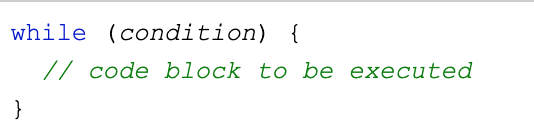 while (condition) {
  // code block to be executed
}